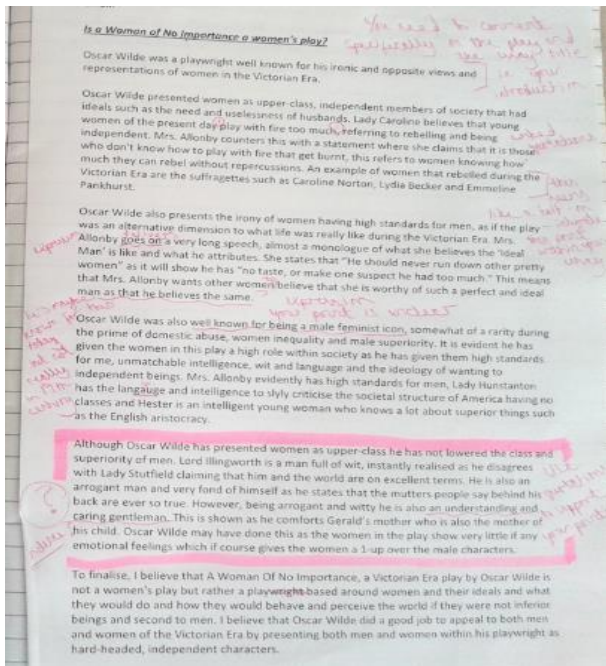 Is a Woman of No Importance a women's play?
You need to comment
specifically on the play and
in your
introduction
Oscar Wilde was a playwright well known for his ironic and opposite views and
representations of women in the Victorian Era.
Oscar Wilde presented women as upper-class, independent members of society that had
ideals such as the need and uselessness of husbands. Lady Caroline believes that young
women of the present day play with fire too much, referring to rebelling and being
independent. Mrs. Allonby counters this with a statement where she claims that it is those
who don't know how to play with fire that get burnt, this refers to women knowing how
much they can rebel without repercussions. An example of women that rebelled during the
Victorian Era are the suffragettes such as Caroline Norton, Lydia Becker and Emmeline
Pankhurst.
Oscar Wilde also presents the irony of women having high standards for men, as if the play
was an alternative dimension to what life was really like during the Victorian Era. Mrs.
Allonby goes on a very long speech, almost a monologue of what she believes the 'Ideal
Man' is like and what he attributes. She states that "He should never run down other pretty
women" as it will show he has "no taste, or make one suspect he had too much." This means
that Mrs. Allonby wants other women believe that she is worthy of such a perfect and ideal
man as that he believes the same.
your point is unclear
Oscar Wilde was also well known for being a male feminist icon, somewhat of a rarity during
the prime of domestic abuse, women inequality and male superiority. It is evident he has
given the women in this play a high role within society as he has given them high standards
for me, unmatchable intelligence, wit and language and the ideology of wanting to
independent beings. Mrs. Allonby evidently has high standards for men, Lady Hunstanton
has the langauge and intelligence to slyly criticise the societal structure of America having no
classes and Hester is an intelligent young woman who knows a lot about superior things such
as the English aristocracy.
Although Oscar Wilde has presented women as upper-class he has not lowered the class and
superiority of men. Lord Illingworth is a man full of wit, instantly realised as he disagrees
with Lady Stutfield claiming that him and the world are on excellent terms. He is also an
arrogant man and very fond of himself as he states that the mutters people say behind his
back are ever so true. However, being arrogant and witty he is also an understanding and
caring gentleman. This is shown as he comforts Gerald's mother who is also the mother of
his child. Oscar Wilde may have done this as the women in the play show very little if any
emotional feelings which if course gives the women a 1-up over the male characters.
Use
quotations
to support
your point
?
To finalise, I believe that A Woman Of No Importance, a Victorian Era play by Oscar Wilde is
not a women's play but rather a playwright based around women and their ideals and what
they would do and how they would behave and perceive the world if they were not inferior
beings and second to men. I believe that Oscar Wilde did a good job to appeal to both men
and women of the Victorian Era by presenting both men and women within his playwright as
hard-headed, independent characters.